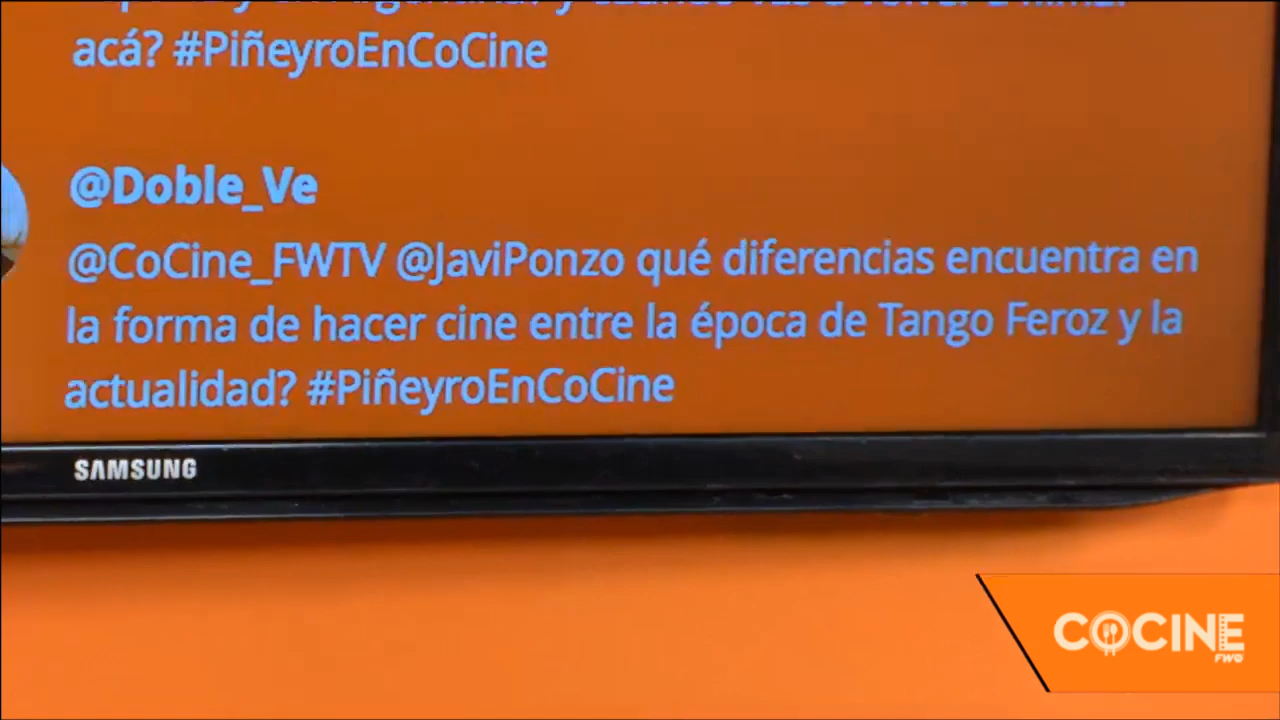 acá? #PiñeyroEnCoCine
@Doble_Ve
@CoCine_FWTV @JaviPonzo qué diferencias encuentra en
la forma de hacer cine entre la época de Tango Feroz y la
actualidad? #PiñeyroEnCoCine
SAMSUNG
COCINE
FWG